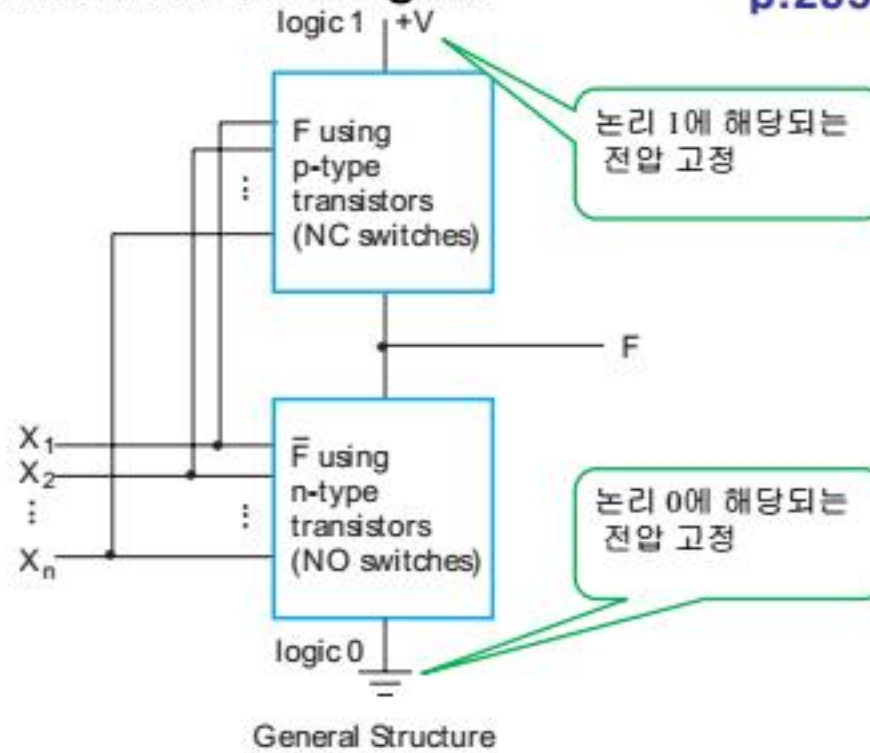 logic 1 +V
F using
p-type
transistors
(NC switches)
⋮
논리 1에 해당되는
전압 고정
F
X1
X2
⋮
Xn
F̅ using
n-type
transistors
(NO switches)
⋮
논리 0에 해당되는
전압 고정
logic 0
General Structure